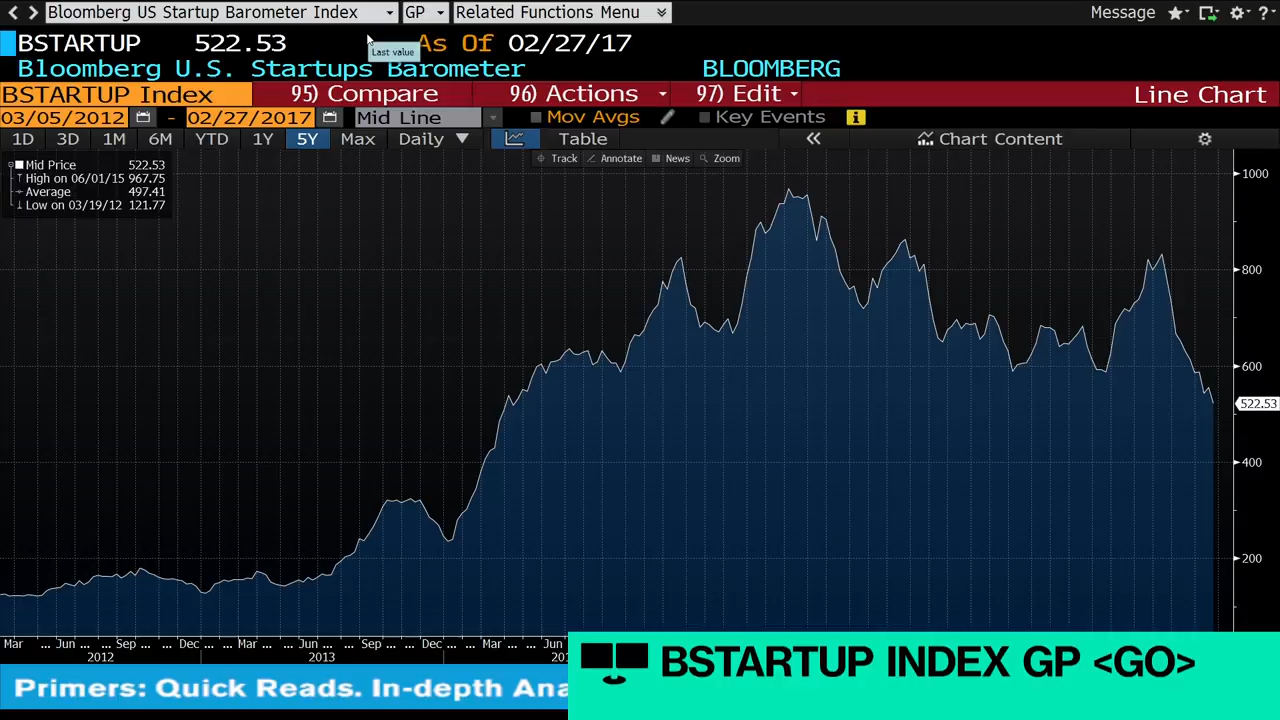 Bloomberg US Startup Barometer Index GP Related Functions Menu Message
BSTARTUP 522.53 As Of 02/27/17
Last value
Bloomberg U.S. Startups Barometer BLOOMBERG
BSTARTUP Index 95) Compare 96) Actions 97) Edit Line Chart
03/05/2012 - 02/27/2017 Mid Line Mov Avgs Key Events
1D 3D 1M 6M YTD 1Y 5Y Max Daily Table Chart Content
Track Annotate News Zoom
Mid Price 522.53
High on 06/01/15 967.75
Average 497.41
Low on 03/19/12 121.77
1000
800
600
522.53
400
200
Mar ... Jun ... Sep ... Dec ... Mar ... Jun ... Sep ... Dec ... Mar ... Jun
2012 2013
BSTARTUP INDEX GP <GO>
Primers: Quick Reads. In-depth Ana